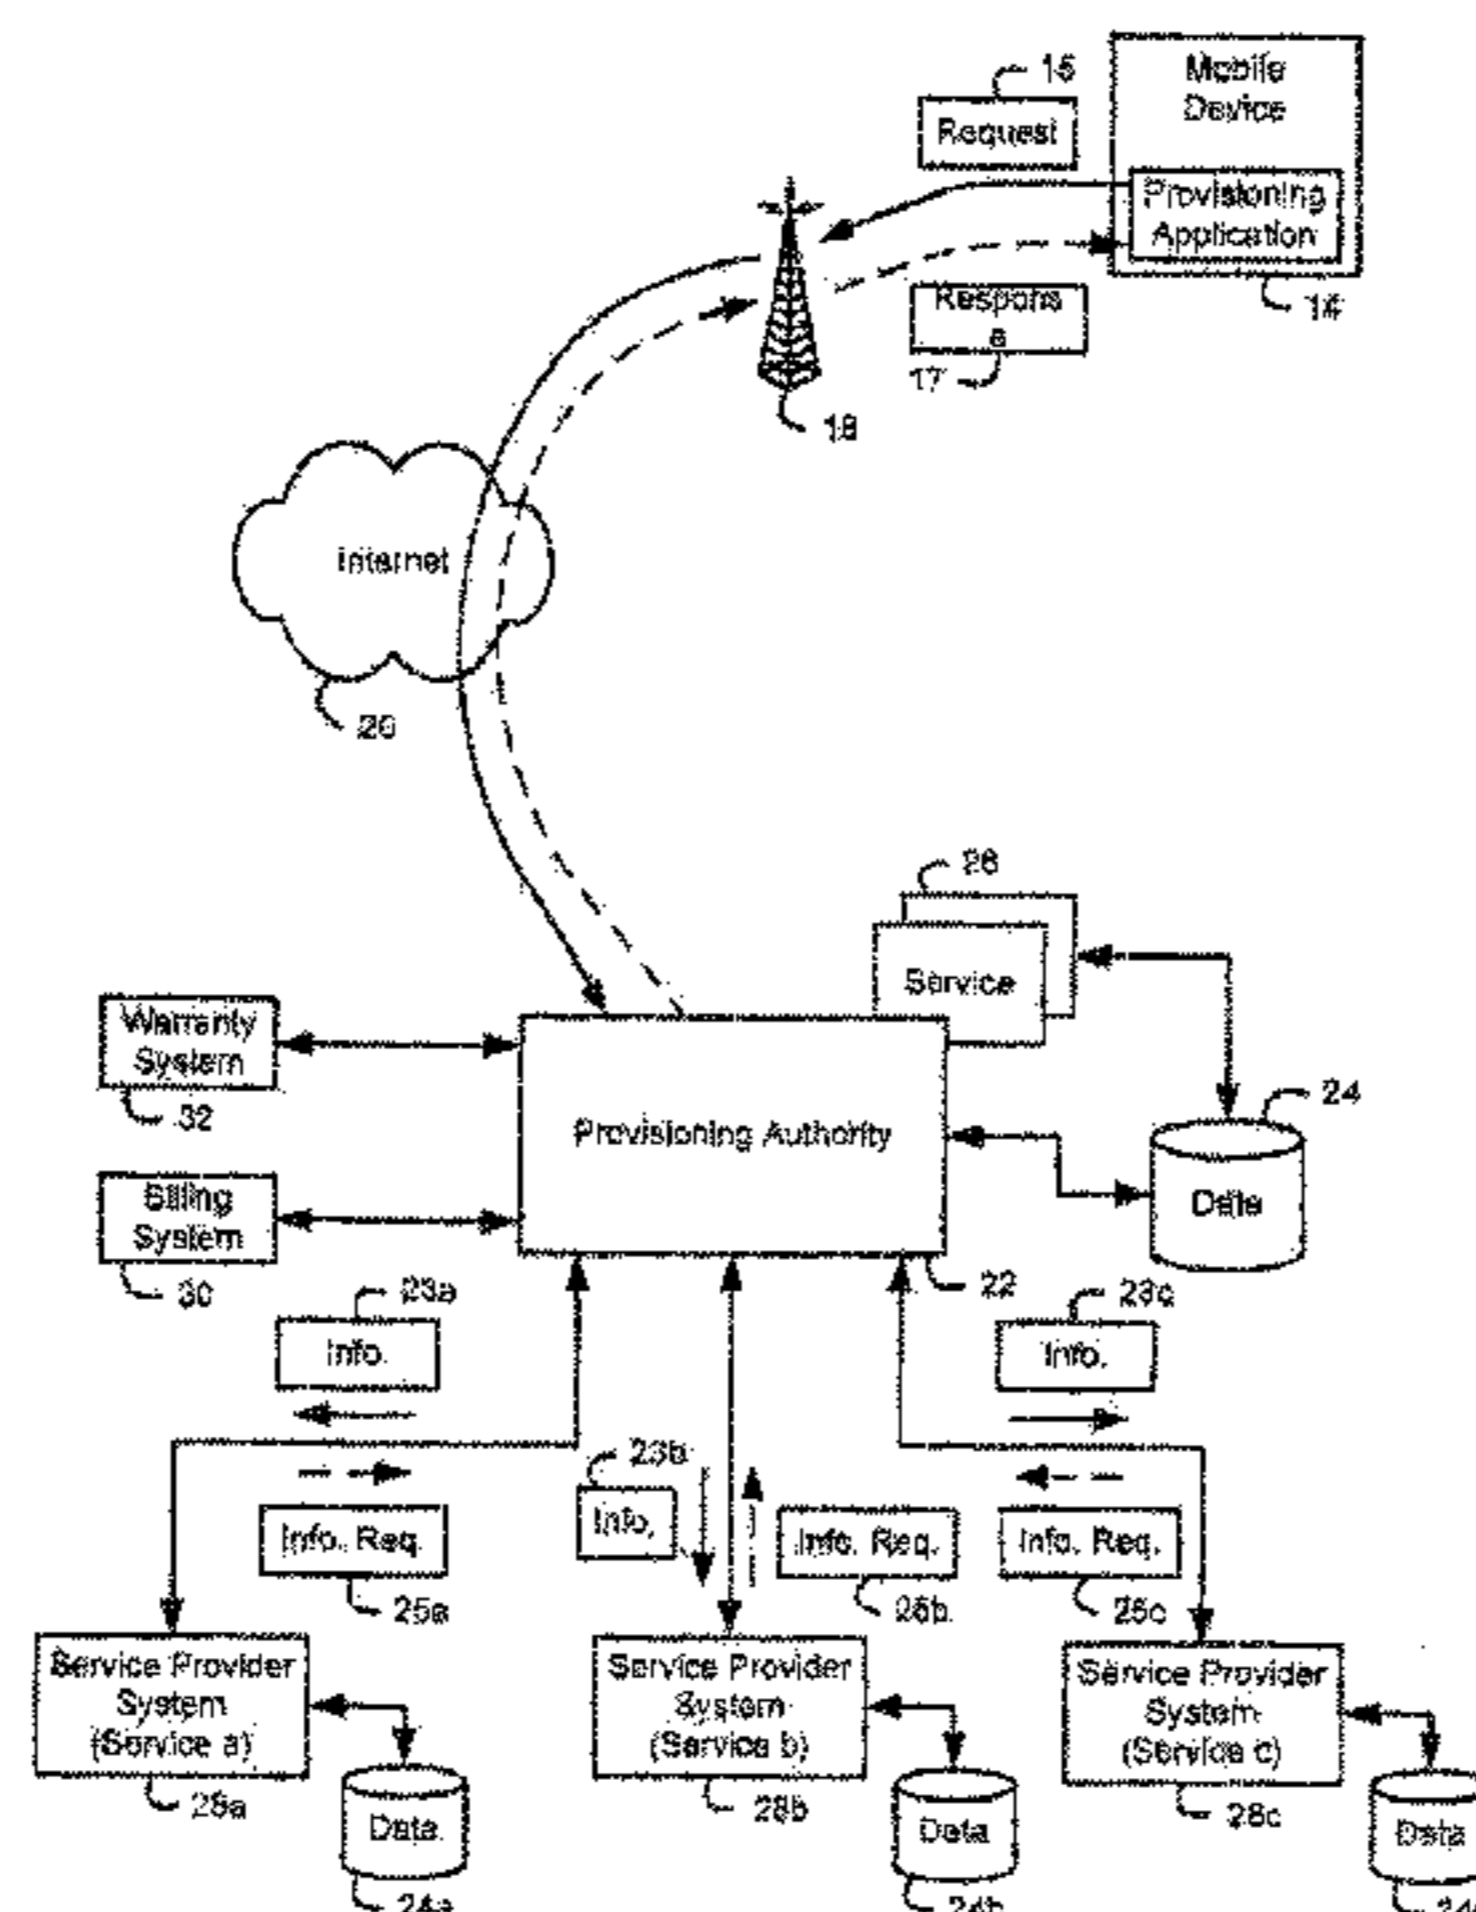 15
Mobile
Device
Request
Provisioning
Application
14
Respons
e
17
18
Internet
20
26
Service
Warranty
System
32
24
Provisioning Authority
Data
Billing
System
30
22
23a
Info.
23c
Info.
23b
Info.
Info. Req.
Info. Req.
Info. Req.
25a
25b
25c
Service Provider
System
(Service a)
Service Provider
System
(Service b)
Service Provider
System
(Service c)
28a
28b
28c
Data
Data
Data
24a
24b